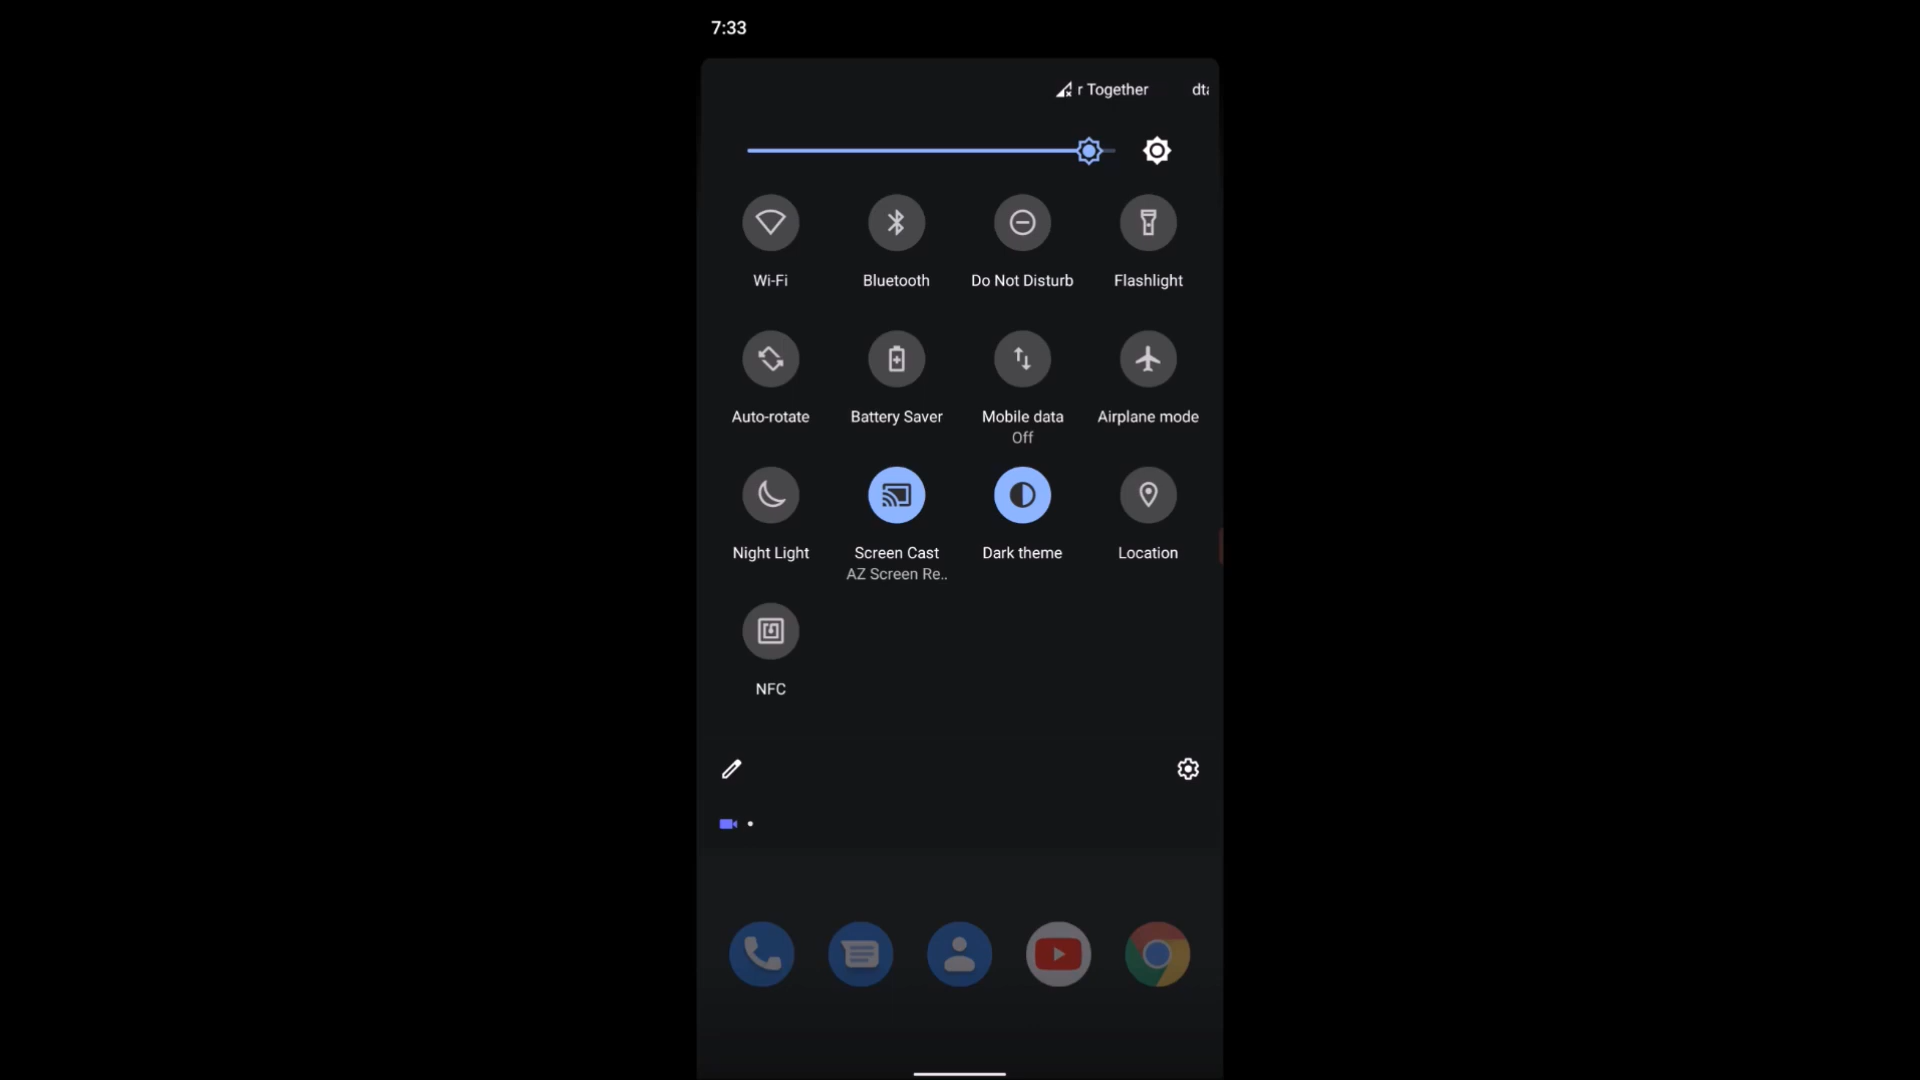 7:33
r Together dta
Wi-Fi Bluetooth Do Not Disturb Flashlight
Auto-rotate Battery Saver Mobile data Airplane mode
Off
Night Light Screen Cast Dark theme Location
AZ Screen Re..
NFC